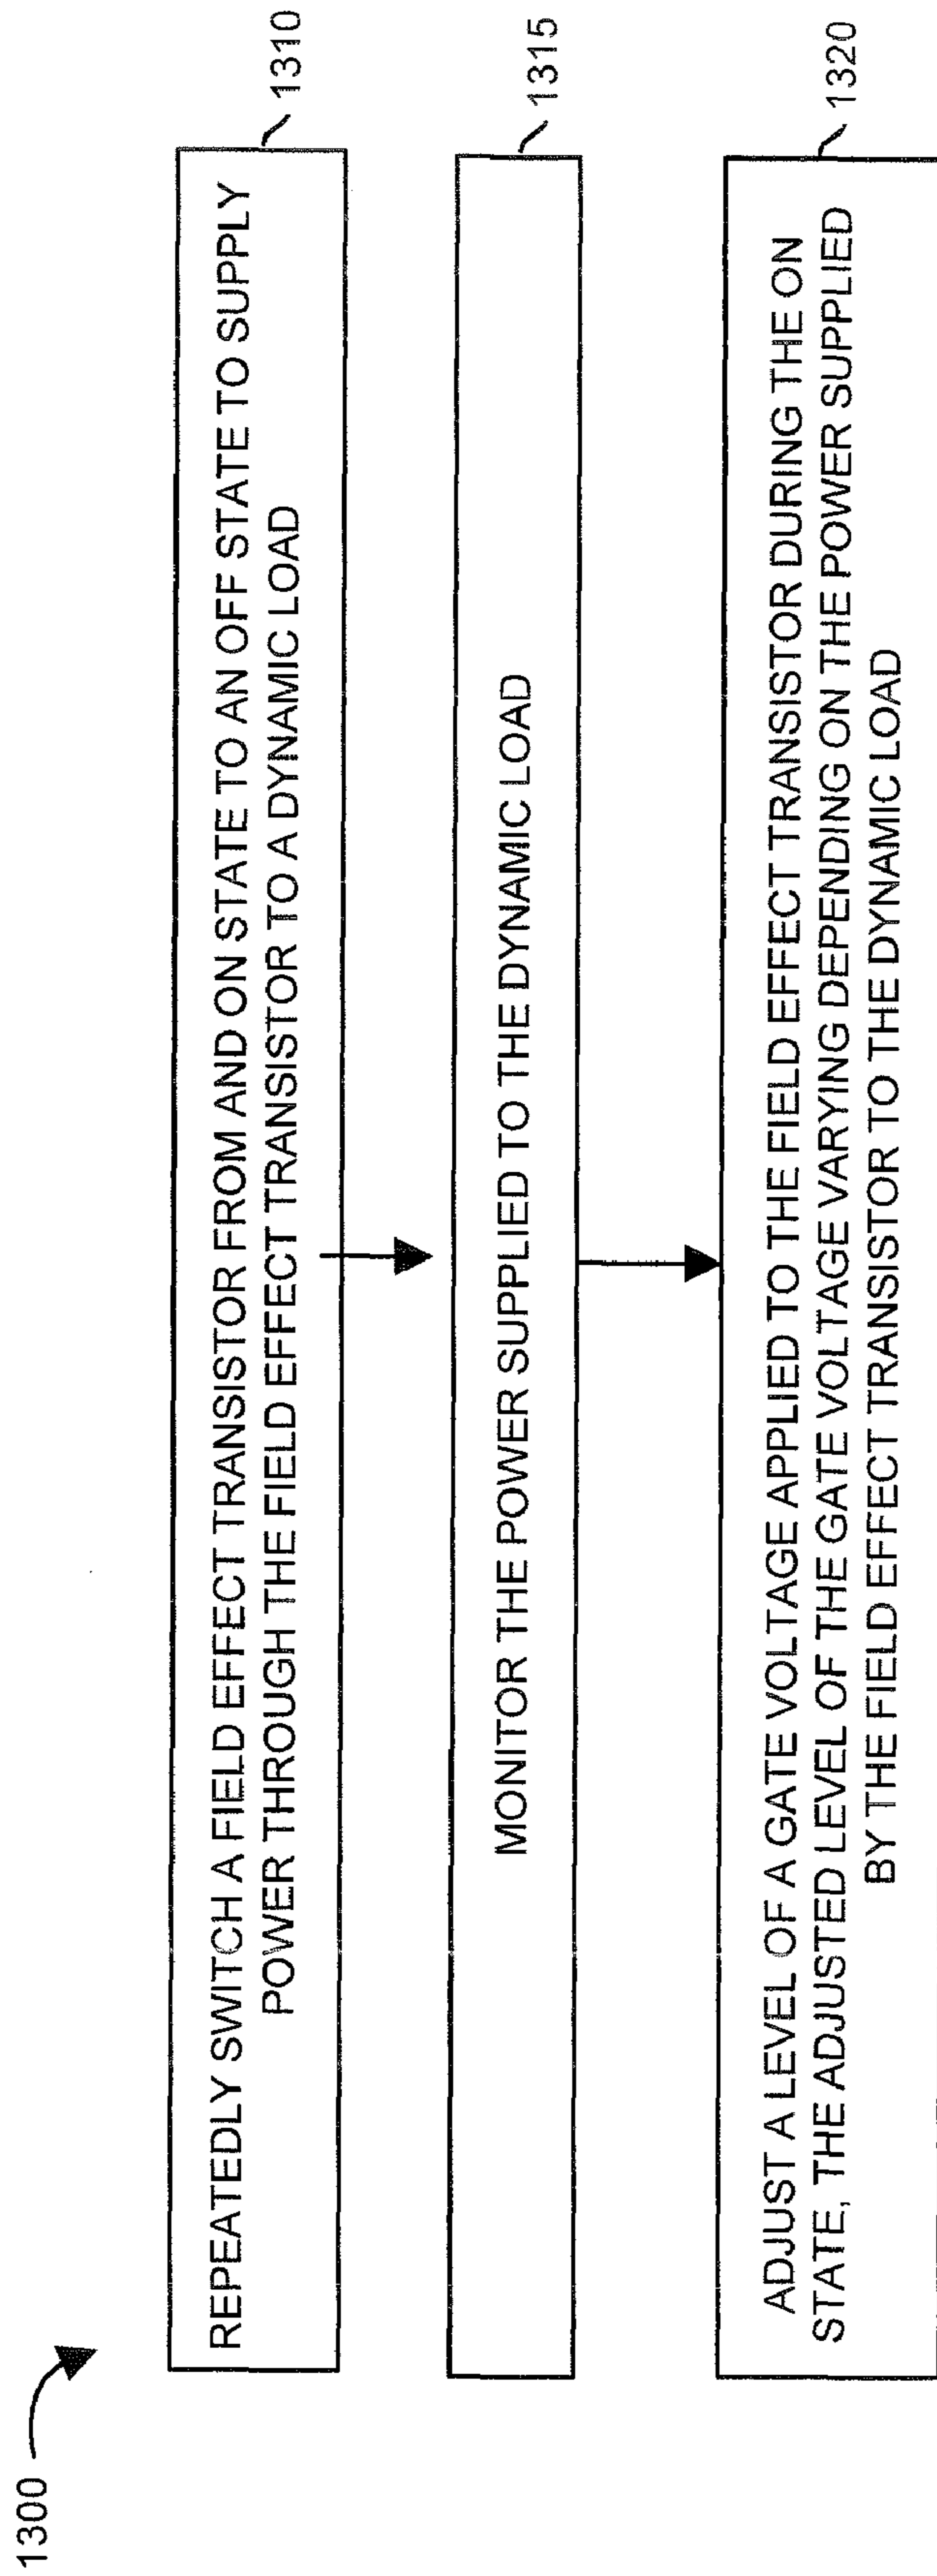 1300
REPEATEDLY SWITCH A FIELD EFFECT TRANSISTOR FROM AND ON STATE TO AN OFF STATE TO SUPPLY
POWER THROUGH THE FIELD EFFECT TRANSISTOR TO A DYNAMIC LOAD
1310
MONITOR THE POWER SUPPLIED TO THE DYNAMIC LOAD
1315
ADJUST A LEVEL OF A GATE VOLTAGE APPLIED TO THE FIELD EFFECT TRANSISTOR DURING THE ON
STATE, THE ADJUSTED LEVEL OF THE GATE VOLTAGE VARYING DEPENDING ON THE POWER SUPPLIED
BY THE FIELD EFFECT TRANSISTOR TO THE DYNAMIC LOAD
1320